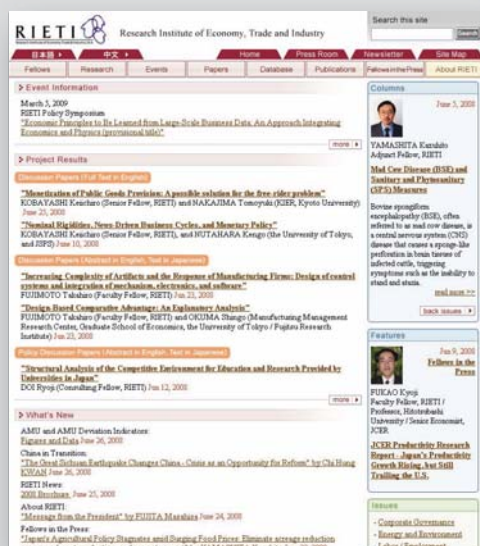 RIETI
Research Institute of Economy, Trade and Industry
Search this site
Search
日本語
中文
Home
Press Room
Newsletter
Site Map
Fellows
Research
Events
Papers
Database
Publications
Fellows in the Press
About RIETI
Event Information
March 5, 2009
RIETI Policy Symposium
"Economic Principles to Be Learned from Large-Scale Business Data: An Approach Integrating
Economics and Physics (provisional title)"
more
Project Results
Discussion Papers (Full Text in English)
"Monetization of Public Goods Provision: A possible solution for the free-rider problem"
KOBAYASHI Keiichiro (Senior Fellow, RIETI) and NAKAJIMA Tomoyuki (KIER, Kyoto University)
June 25, 2008
"Nominal Rigidities, News-Driven Business Cycles, and Monetary Policy"
KOBAYASHI Keiichiro (Senior Fellow, RIETI), and NUTAHARA Kengo (the University of Tokyo,
and JSPS) June 10, 2008
Discussion Papers (Abstract in English, Text in Japanese)
"Increasing Complexity of Artifacts and the Response of Manufacturing Firms: Design of control
systems and integration of mechanism, electronics, and software"
FUJIMOTO Takahiro (Faculty Fellow, RIETI) Jun 23, 2008
"Design-Based Comparative Advantage: An Explanatory Analysis"
FUJIMOTO Takahiro (Faculty Fellow, RIETI) and OKUMA Shingo (Manufacturing Management
Research Center, Graduate School of Economics, the University of Tokyo / Fujitsu Research
Institute) Jun 23, 2008
Policy Discussion Papers (Abstract in English, Text in Japanese)
"Structural Analysis of the Competitive Environment for Education and Research Provided by
Universities in Japan"
DOI Ryoji (Consulting Fellow, RIETI) Jun 12, 2008
more
What's New
AMU and AMU Deviation Indicators:
Figures and Data June 26, 2008
China in Transition:
"The Great Sichuan Earthquake Changes China - Crisis as an Opportunity for Reform" by Chi Hung
KWAN June 26, 2008
RIETI News:
2008 Brochure June 25, 2008
About RIETI:
"Message from the President" by FUJITA Masahisa June 24, 2008
Fellows in the Press:
"Japan's Agricultural Policy Stagnates amid Surging Food Prices: Eliminate acreage reduction
Columns
June 3, 2008
YAMASHITA Kazuhito
Adjunct Fellow, RIETI
Mad Cow Disease (BSE) and
Sanitary and Phytosanitary
(SPS) Measures
Bovine spongiform
encephalopathy (BSE), often
referred to as mad cow disease, is
a central nervous system (CNS)
disease that causes a sponge-like
perforation in brain tissues of
infected cattle, triggering
symptoms such as the inability to
stand and ataxia.
read more >>
back issues
Features
Jun 9, 2008
Fellows in the
Press
FUKAO Kyoji
Faculty Fellow, RIETI /
Professor, Hitotsubashi
University / Senior Economist,
JCER
JCER Productivity Research
Report - Japan's Productivity
Growth Rising, but Still
Trailing the U.S.
Issues
- Corporate Governance
- Energy and Environment
- Labor / Employment